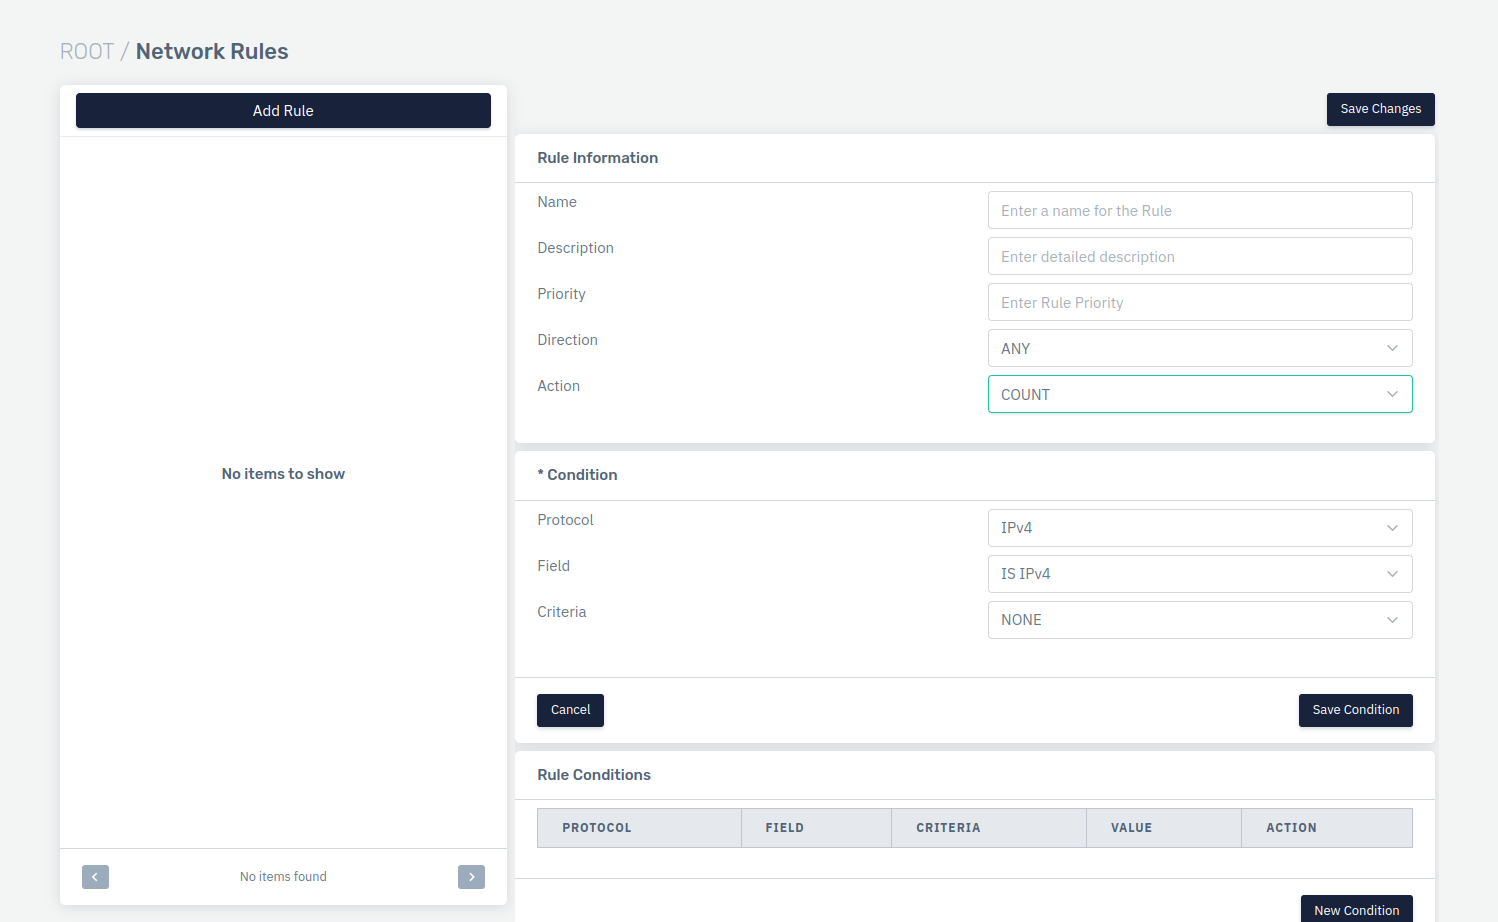 ROOT / Network Rules
Add Rule
No items to show
No items found
Save Changes
Rule Information
Name
Enter a name for the Rule
Description
Enter detailed description
Priority
Enter Rule Priority
Direction
ANY
Action
COUNT
* Condition
Protocol
IPv4
Field
IS IPv4
Criteria
NONE
Cancel
Save Condition
Rule Conditions
PROTOCOL FIELD CRITERIA VALUE ACTION
New Condition